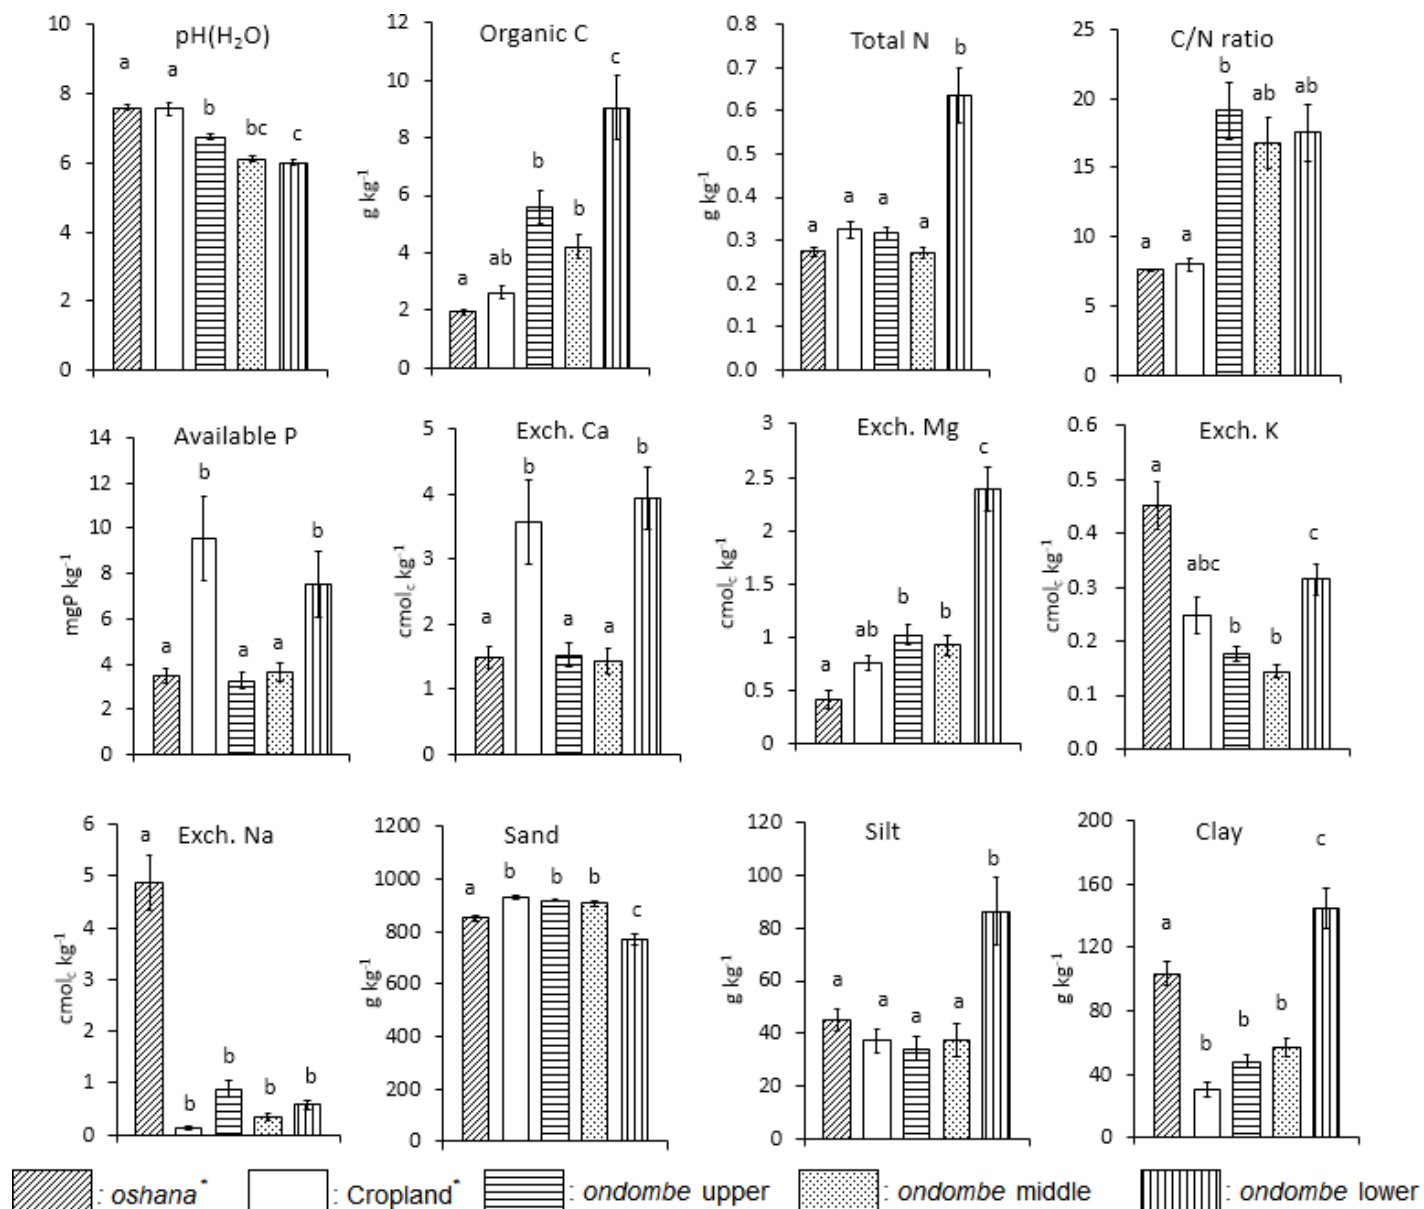 pH(H₂O)
10
8
6
4
2
0
a
a
b
bc
c
Organic C
g kg⁻¹
12
10
8
6
4
2
0
a
ab
b
b
c
Total N
g kg⁻¹
0.8
0.7
0.6
0.5
0.4
0.3
0.2
0.1
0.0
a
a
a
a
b
C/N ratio
25
20
15
10
5
0
a
a
b
ab
ab
Available P
mgP kg⁻¹
14
12
10
8
6
4
2
0
a
b
a
a
b
Exch. Ca
cmol꜀ kg⁻¹
5
4
3
2
1
0
a
b
a
a
b
Exch. Mg
cmol꜀ kg⁻¹
3
2.5
2
1.5
1
0.5
0
a
ab
b
b
c
Exch. K
cmol꜀ kg⁻¹
0.6
0.5
0.4
0.3
0.2
0.1
0.0
a
abc
b
b
c
Exch. Na
cmol꜀ kg⁻¹
6
5
4
3
2
1
0
a
b
b
b
b
Sand
g kg⁻¹
1200
1000
800
600
400
200
0
a
b
b
b
c
Silt
g kg⁻¹
120
100
80
60
40
20
0
a
a
a
a
b
Clay
g kg⁻¹
200
160
120
80
40
0
a
b
b
b
c
: oshana*
: Cropland*
: ondombe upper
: ondombe middle
: ondombe lower